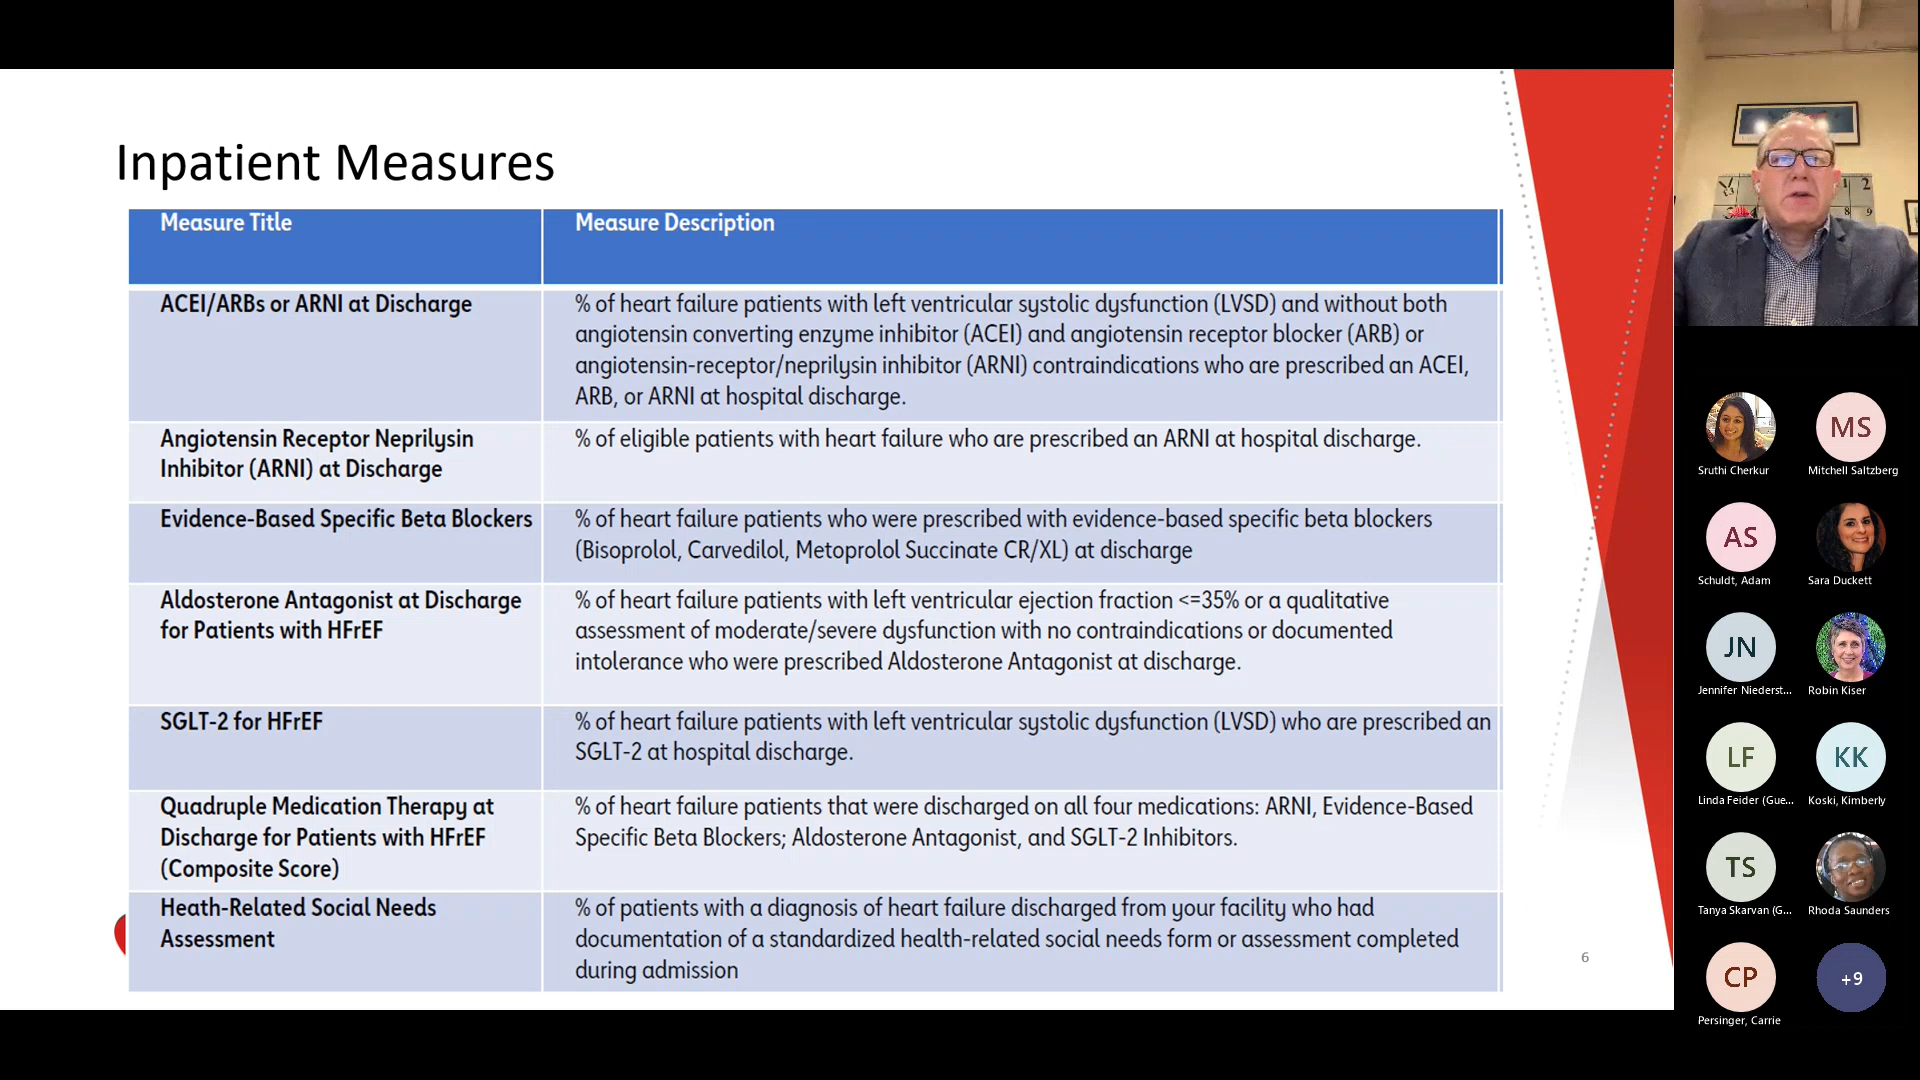 Inpatient Measures
Measure Title
Measure Description
ACEI/ARBs or ARNI at Discharge
% of heart failure patients with left ventricular systolic dysfunction (LVSD) and without both
angiotensin converting enzyme inhibitor (ACEI) and angiotensin receptor blocker (ARB) or
angiotensin-receptor/neprilysin inhibitor (ARNI) contraindications who are prescribed an ACEI,
ARB, or ARNI at hospital discharge.
Angiotensin Receptor Neprilysin
Inhibitor (ARNI) at Discharge
% of eligible patients with heart failure who are prescribed an ARNI at hospital discharge.
Evidence-Based Specific Beta Blockers
% of heart failure patients who were prescribed with evidence-based specific beta blockers
(Bisoprolol, Carvedilol, Metoprolol Succinate CR/XL) at discharge
Aldosterone Antagonist at Discharge
for Patients with HFrEF
% of heart failure patients with left ventricular ejection fraction <=35% or a qualitative
assessment of moderate/severe dysfunction with no contraindications or documented
intolerance who were prescribed Aldosterone Antagonist at discharge.
SGLT-2 for HFrEF
% of heart failure patients with left ventricular systolic dysfunction (LVSD) who are prescribed an
SGLT-2 at hospital discharge.
Quadruple Medication Therapy at
Discharge for Patients with HFrEF
(Composite Score)
% of heart failure patients that were discharged on all four medications: ARNI, Evidence-Based
Specific Beta Blockers; Aldosterone Antagonist, and SGLT-2 Inhibitors.
Heath-Related Social Needs
Assessment
% of patients with a diagnosis of heart failure discharged from your facility who had
documentation of a standardized health-related social needs form or assessment completed
during admission
6
1 2
8 9
Sruthi Cherkur
MS
Mitchell Saltzberg
AS
Schuldt, Adam
Sara Duckett
JN
Jennifer Niederst...
Robin Kiser
LF
Linda Feider (Gue...
KK
Koski, Kimberly
TS
Tanya Skarvan (G...
Rhoda Saunders
CP
Persinger, Carrie
+9